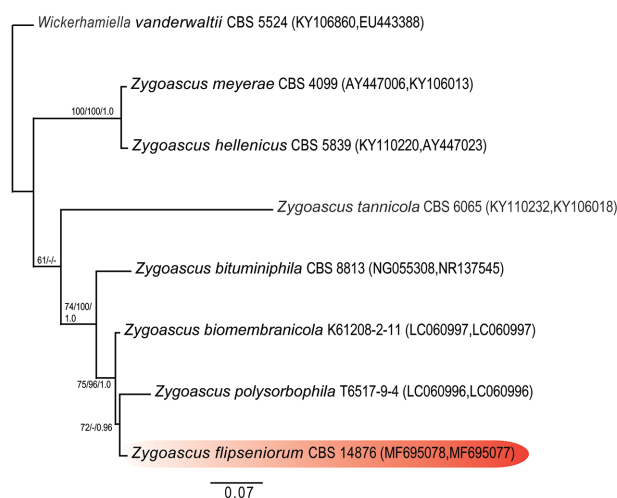 Wickerhamiella vanderwaltii CBS 5524 (KY106860,EU443388)
Zygoascus meyerae CBS 4099 (AY447006,KY106013)
100/100/1.0
Zygoascus hellenicus CBS 5839 (KY110220,AY447023)
Zygoascus tannicola CBS 6065 (KY110232,KY106018)
61/-/-
Zygoascus bituminiphila CBS 8813 (NG055308,NR137545)
74/100/
1.0
Zygoascus biomembranicola K61208-2-11 (LC060997,LC060997)
75/96/1.0
Zygoascus polysorbophila T6517-9-4 (LC060996,LC060996)
72/-/0.96
Zygoascus flipseniorum CBS 14876 (MF695078,MF695077)
0.07